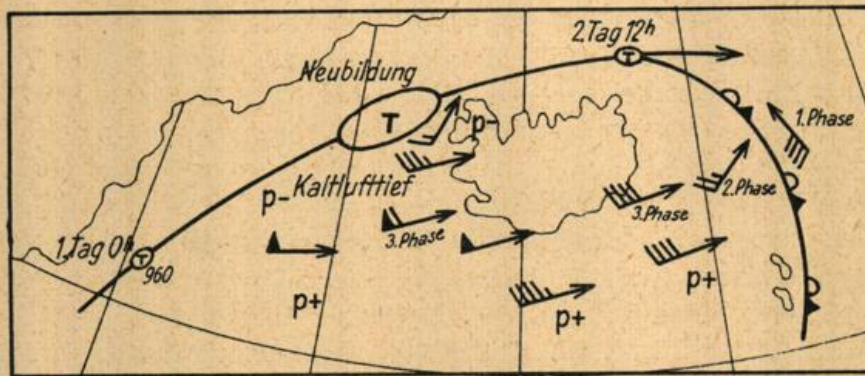 2. Tag 12ʰ
T
Neubildung
T
p-
1. Phase
2. Phase
p- Kaltlufttief
3. Phase
3. Phase
1. Tag 0ʰ
T
960
p+
p+
p+